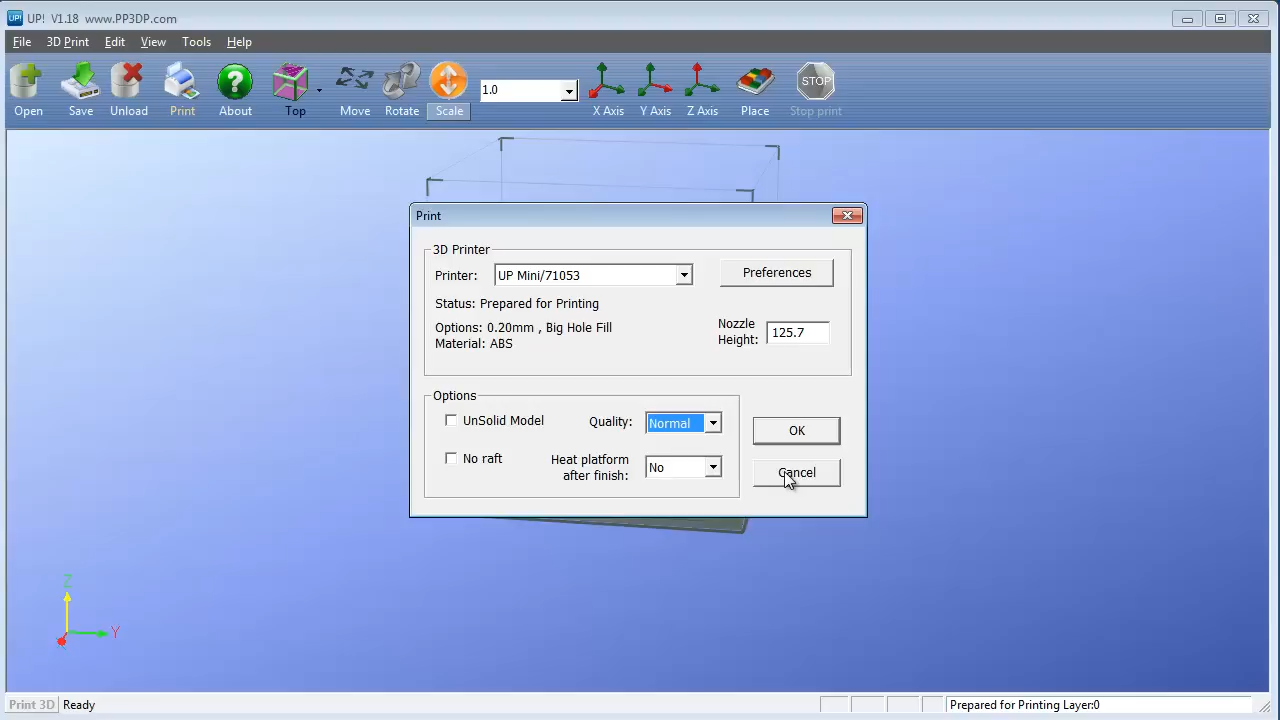 UP! UP! V1.18 www.PP3DP.com
File 3D Print Edit View Tools Help
1.0 STOP
Open Save Unload Print About Top Move Rotate Scale X Axis Y Axis Z Axis Place Stop print
Print
3D Printer
Printer: UP Mini/71053 Preferences
Status: Prepared for Printing
Options: 0.20mm , Big Hole Fill
Material: ABS
Nozzle
Height: 125.7
Options
UnSolid Model Quality: Normal OK
No raft Heat platform
after finish: No Cancel
Z
Y
X
Print 3D Ready Prepared for Printing Layer:0